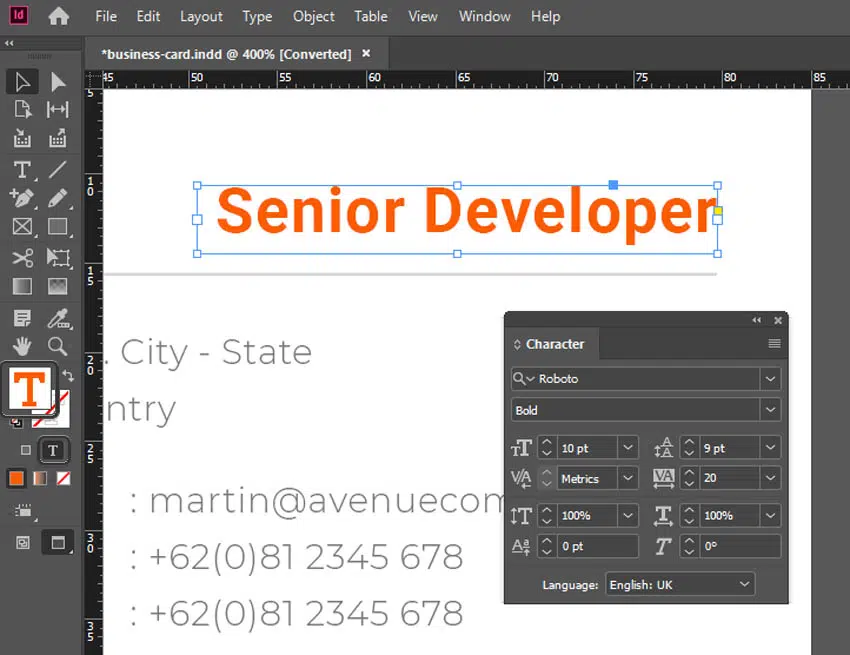 Id File Edit Layout Type Object Table View Window Help
*business-card.indd @ 400% [Converted] ×
45 50 55 60 65 70 75 80 85
5
10
Senior Developer
15
. City - State
20
ntry
25
: martin@avenuecom
30
: +62(0)81 2345 678
: +62(0)81 2345 678
35
Character
Roboto
Bold
10 pt 9 pt
Metrics 20
100% 100%
0 pt 0°
Language: English: UK